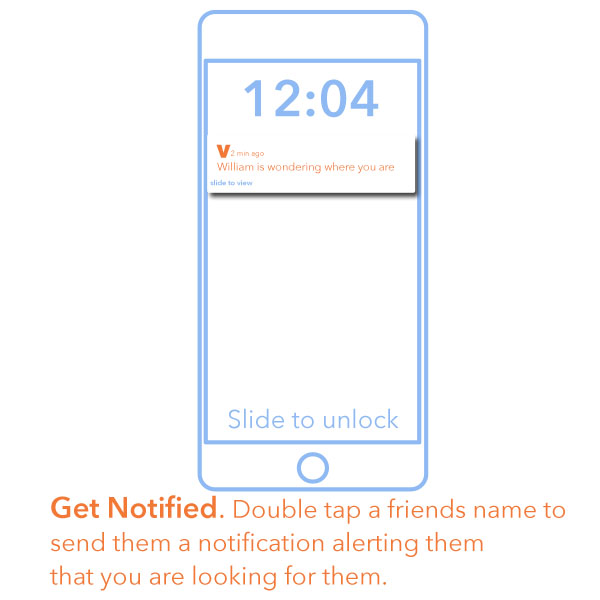 12:04
V 2 min ago
William is wondering where you are
slide to view
Slide to unlock
Get Notified. Double tap a friends name to
send them a notification alerting them
that you are looking for them.